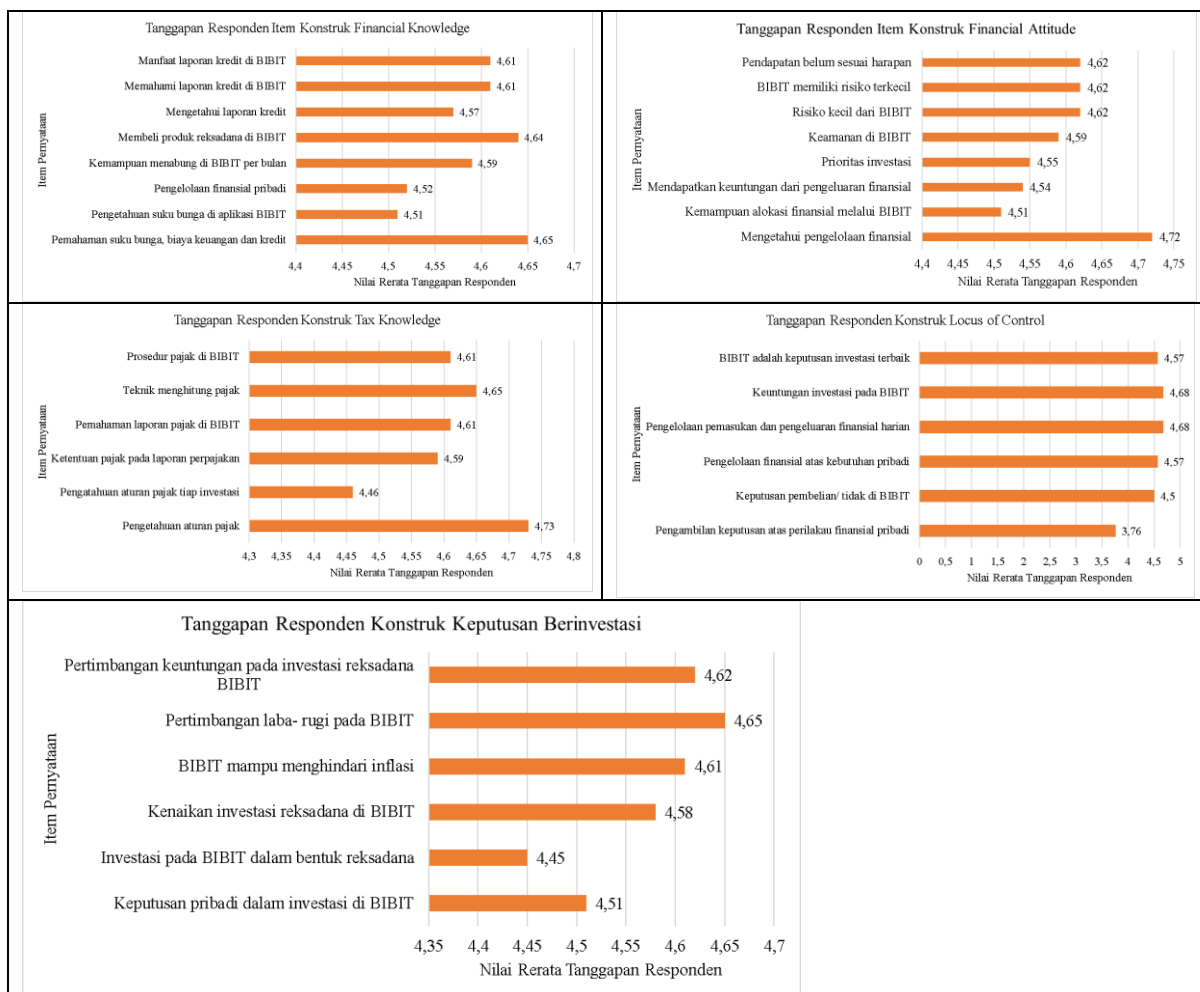 Tanggapan Responden Item Konstruk Financial Knowledge
Item Pernyataan
Manfaat laporan kredit di BIBIT
4,61
Memahami laporan kredit di BIBIT
4,61
Mengetahui laporan kredit
4,57
Membeli produk reksadana di BIBIT
4,64
Kemampuan menabung di BIBIT per bulan
4,59
Pengelolaan finansial pribadi
4,52
Pengetahuan suku bunga di aplikasi BIBIT
4,51
Pemahaman suku bunga, biaya keuangan dan kredit
4,65
4,4 4,45 4,5 4,55 4,6 4,65 4,7
Nilai Rerata Tanggapan Responden
Tanggapan Responden Item Konstruk Financial Attitude
Item Pernyataan
Pendapatan belum sesuai harapan
4,62
BIBIT memiliki risiko terkecil
4,62
Risiko kecil dari BIBIT
4,62
Keamanan di BIBIT
4,59
Prioritas investasi
4,55
Mendapatkan keuntungan dari pengeluaran finansial
4,54
Kemampuan alokasi finansial melalui BIBIT
4,51
Mengetahui pengelolaan finansial
4,72
4,4 4,45 4,5 4,55 4,6 4,65 4,7 4,75
Nilai Rerata Tanggapan Responden
Tanggapan Responden Konstruk Tax Knowledge
Item Pernyataan
Prosedur pajak di BIBIT
4,61
Teknik menghitung pajak
4,65
Pemahaman laporan pajak di BIBIT
4,61
Ketentuan pajak pada laporan perpajakan
4,59
Pengatahuan aturan pajak tiap investasi
4,46
Pengetahuan aturan pajak
4,73
4,3 4,35 4,4 4,45 4,5 4,55 4,6 4,65 4,7 4,75 4,8
Nilai Rerata Tanggapan Responden
Tanggapan Responden Konstruk Locus of Control
Item Pernyataan
BIBIT adalah keputusan investasi terbaik
4,57
Keuntungan investasi pada BIBIT
4,68
Pengelolaan pemasukan dan pengeluaran finansial harian
4,68
Pengelolaan finansial atas kebutuhan pribadi
4,57
Keputusan pembelian/ tidak di BIBIT
4,5
Pengambilan keputusan atas perilakau finansial pribadi
3,76
0 0,5 1 1,5 2 2,5 3 3,5 4 4,5 5
Nilai Rerata Tanggapan Responden
Tanggapan Responden Konstruk Keputusan Berinvestasi
Item Pernyataan
Pertimbangan keuntungan pada investasi reksadana
BIBIT
4,62
Pertimbangan laba- rugi pada BIBIT
4,65
BIBIT mampu menghindari inflasi
4,61
Kenaikan investasi reksadana di BIBIT
4,58
Investasi pada BIBIT dalam bentuk reksadana
4,45
Keputusan pribadi dalam investasi di BIBIT
4,51
4,35 4,4 4,45 4,5 4,55 4,6 4,65 4,7
Nilai Rerata Tanggapan Responden